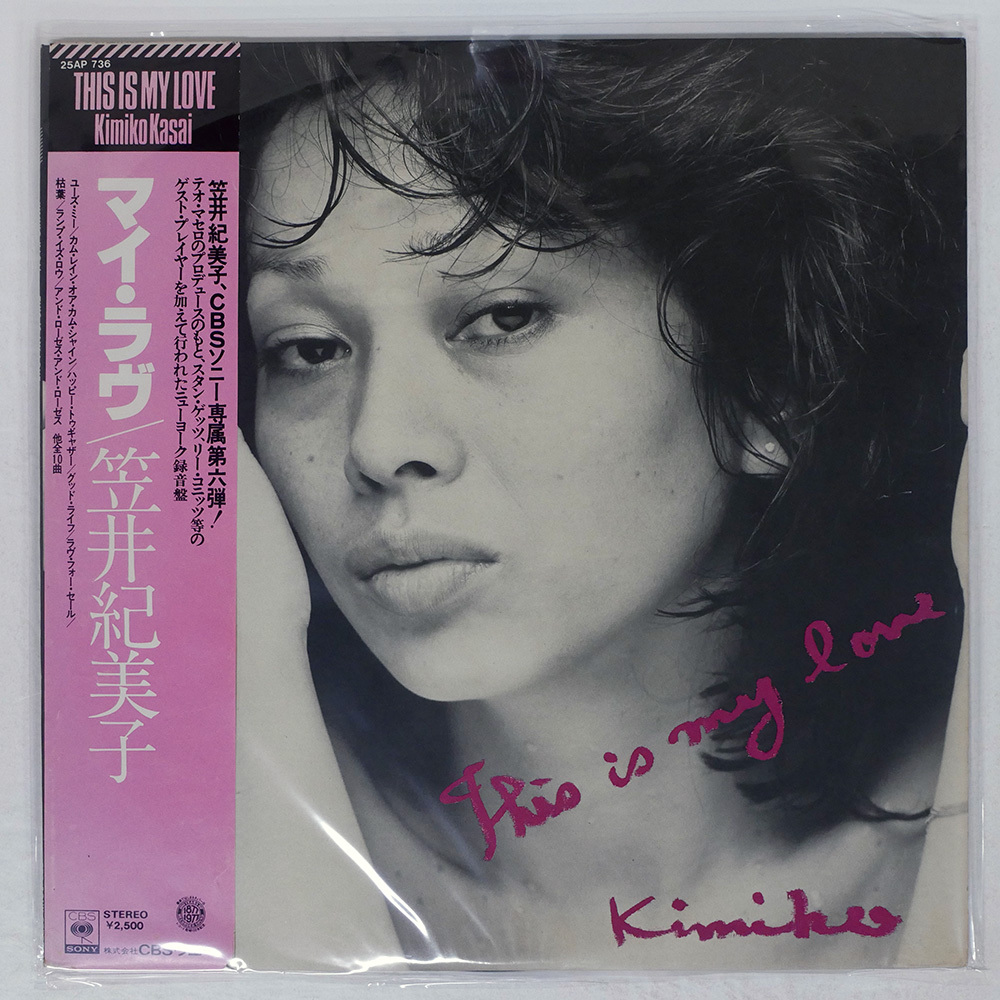 25AP 736
THIS IS MY LOVE
Kimiko Kasai
笠井紀美子、CBSソニー専属第六弾！
テオ・マセロのプロデュースのもと、スタン・ゲッツ、リー・コニッツ等の
ゲスト・プレイヤーを加えて行われたニューヨーク録音盤
マイ・ラヴ／笠井紀美子
ユーズ・ミー／カム・レイン・オア・カム・シャイン／ハッピー・トゥギャザー／グッド・ライフ／ラヴ・フォー・セール／
枯葉／ランプ・イズ・ロウ／アンド・ローゼス・アンド・ローゼス 他全10曲
This is my love
Kimiko
CBS
SONY
STEREO
¥2,500
1877
1977
株式会社CBS・ソニー